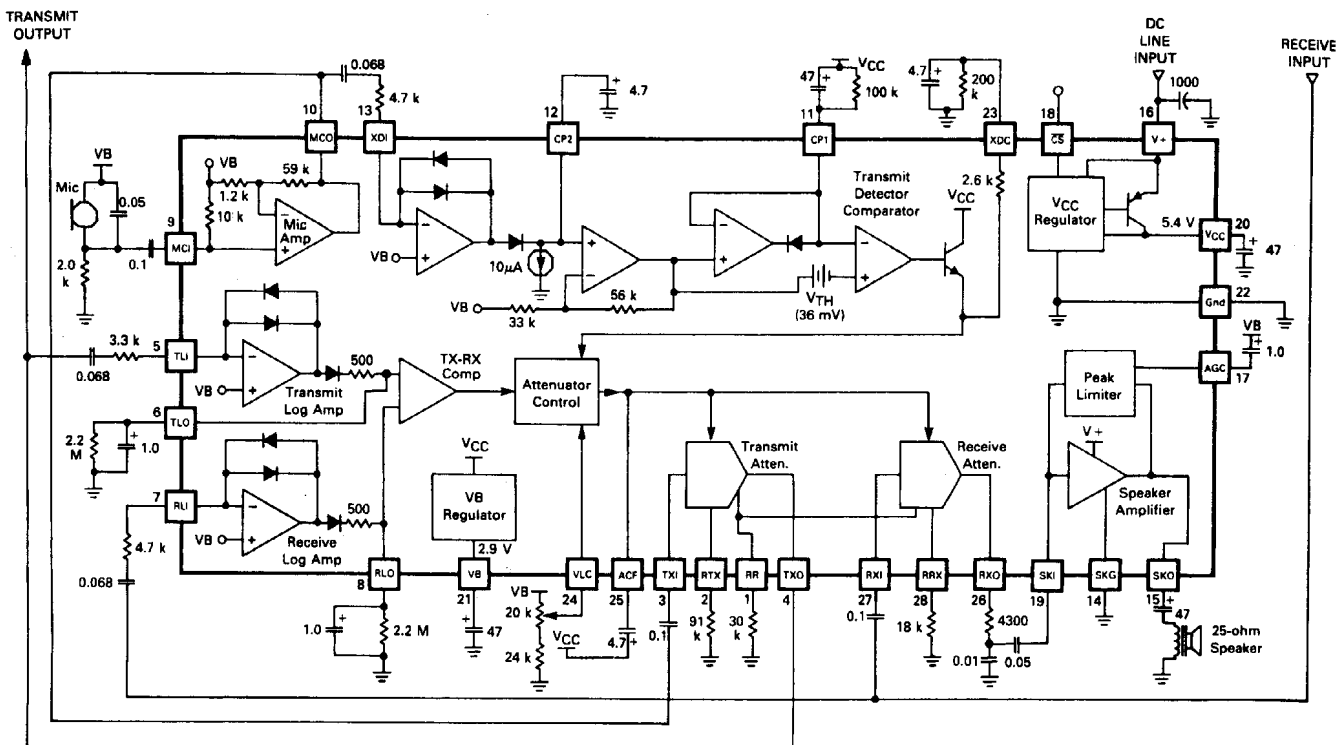 TRANSMIT
OUTPUT
DC
LINE
INPUT
RECEIVE
INPUT
0.068
4.7 k
10
13
12
4.7
47
VCC
100 k
11
4.7
200
k
23
18
16
1000
MCO
XDI
CP2
CP1
XDC
CS
V+
VB
Mic
0.05
9
MCI
0.1
2.0
k
VB
59 k
1.2 k
10 k
Mic
Amp
VB
10µA
VB
33 k
56 k
VTH
(36 mV)
Transmit
Detector
Comparator
VCC
2.6 k
VCC
Regulator
5.4 V
20
VCC
47
Gnd
22
VB
1.0
AGC
17
3.3 k
5
TLI
0.068
VB
Transmit
Log Amp
500
TX-RX
Comp
Attenuator
Control
Peak
Limiter
6
TLO
2.2
M
1.0
7
RLI
4.7 k
0.068
VB
Receive
Log Amp
500
VCC
VB
Regulator
2.9 V
Transmit
Atten.
Receive
Atten.
V+
Speaker
Amplifier
RLO
VB
VLC
ACF
TXI
RTX
RR
TXO
RXI
RRX
RXO
SKI
SKG
SKO
8
21
24
25
3
2
1
4
27
28
26
19
14
15
1.0
2.2 M
47
VB
20 k
24 k
VCC
4.7
0.1
91
k
30
k
0.1
18 k
4300
0.01
0.05
47
25-ohm
Speaker